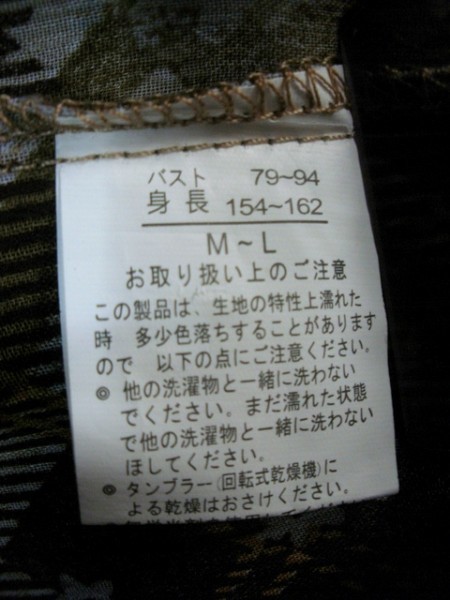 バスト 79~94
身長 154~162
M~L
お取り扱い上のご注意
この製品は、生地の特性上濡れた
時 多少色落ちすることがあります
ので 以下の点にご注意ください。
◎ 他の洗濯物と一緒に洗わない
でください。まだ濡れた状態
で他の洗濯物と一緒に洗わず
ほしてください。
◎ タンブラー(回転式乾燥機)に
よる乾燥はおさけください。